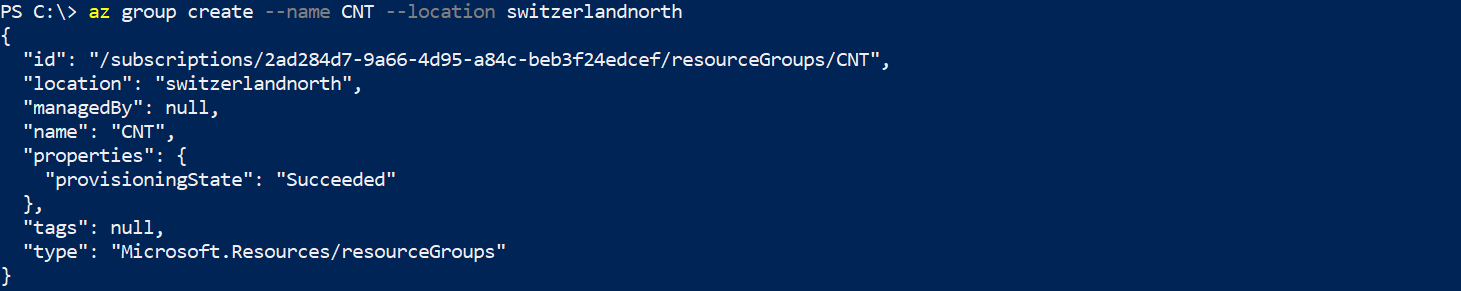 PS C:\> az group create --name CNT --location switzerlandnorth
{
  "id": "/subscriptions/2ad284d7-9a66-4d95-a84c-beb3f24edcef/resourceGroups/CNT",
  "location": "switzerlandnorth",
  "managedBy": null,
  "name": "CNT",
  "properties": {
    "provisioningState": "Succeeded"
  },
  "tags": null,
  "type": "Microsoft.Resources/resourceGroups"
}